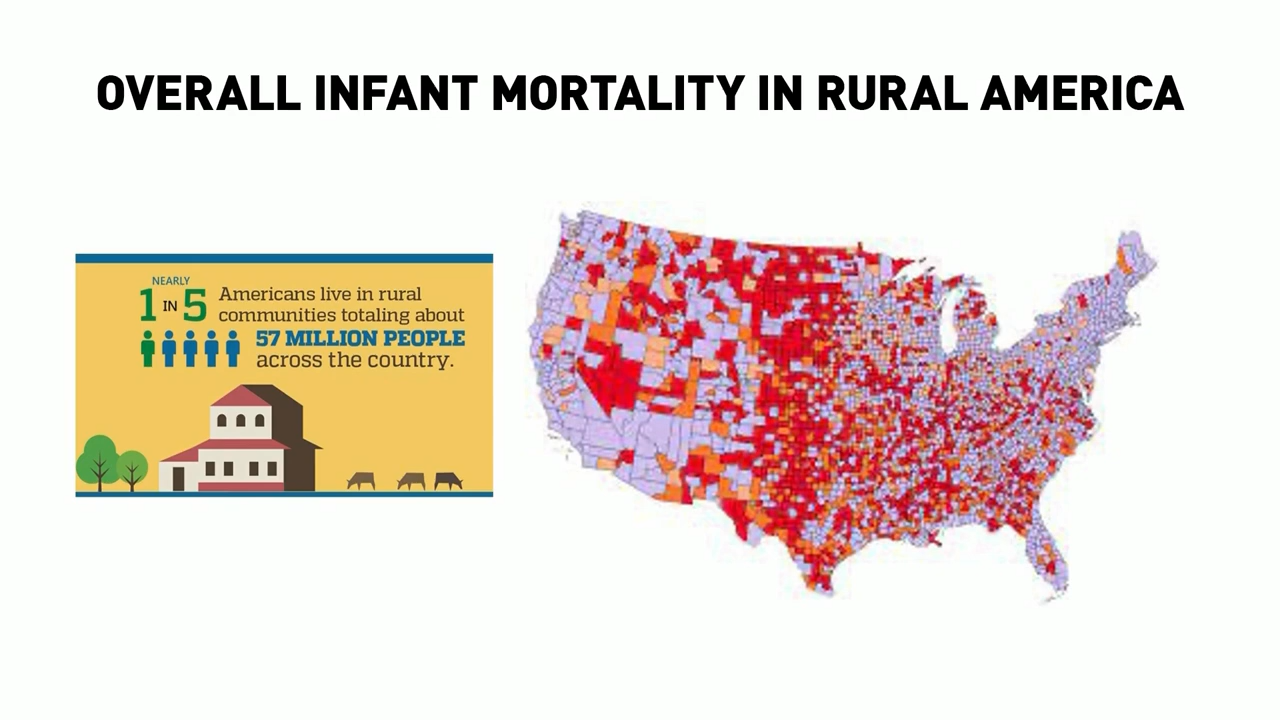 OVERALL INFANT MORTALITY IN RURAL AMERICA
NEARLY
1 IN 5 Americans live in rural
communities totaling about
57 MILLION PEOPLE
across the country.